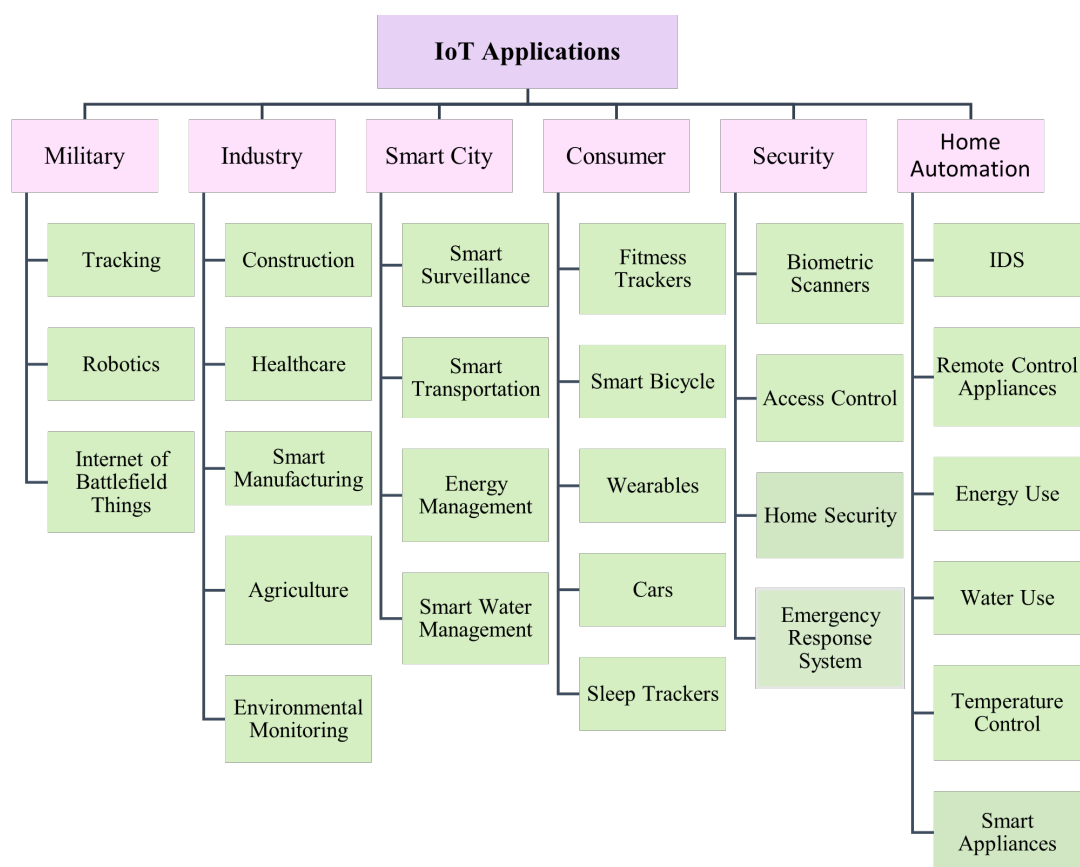 IoT Applications
Military
Industry
Smart City
Consumer
Security
Home
Automation
Tracking
Robotics
Internet of
Battlefield
Things
Construction
Healthcare
Smart
Manufacturing
Agriculture
Environmental
Monitoring
Smart
Surveillance
Smart
Transportation
Energy
Management
Smart Water
Management
Fitness
Trackers
Smart Bicycle
Wearables
Cars
Sleep Trackers
Biometric
Scanners
Access Control
Home Security
Emergency
Response
System
IDS
Remote Control
Appliances
Energy Use
Water Use
Temperature
Control
Smart
Appliances